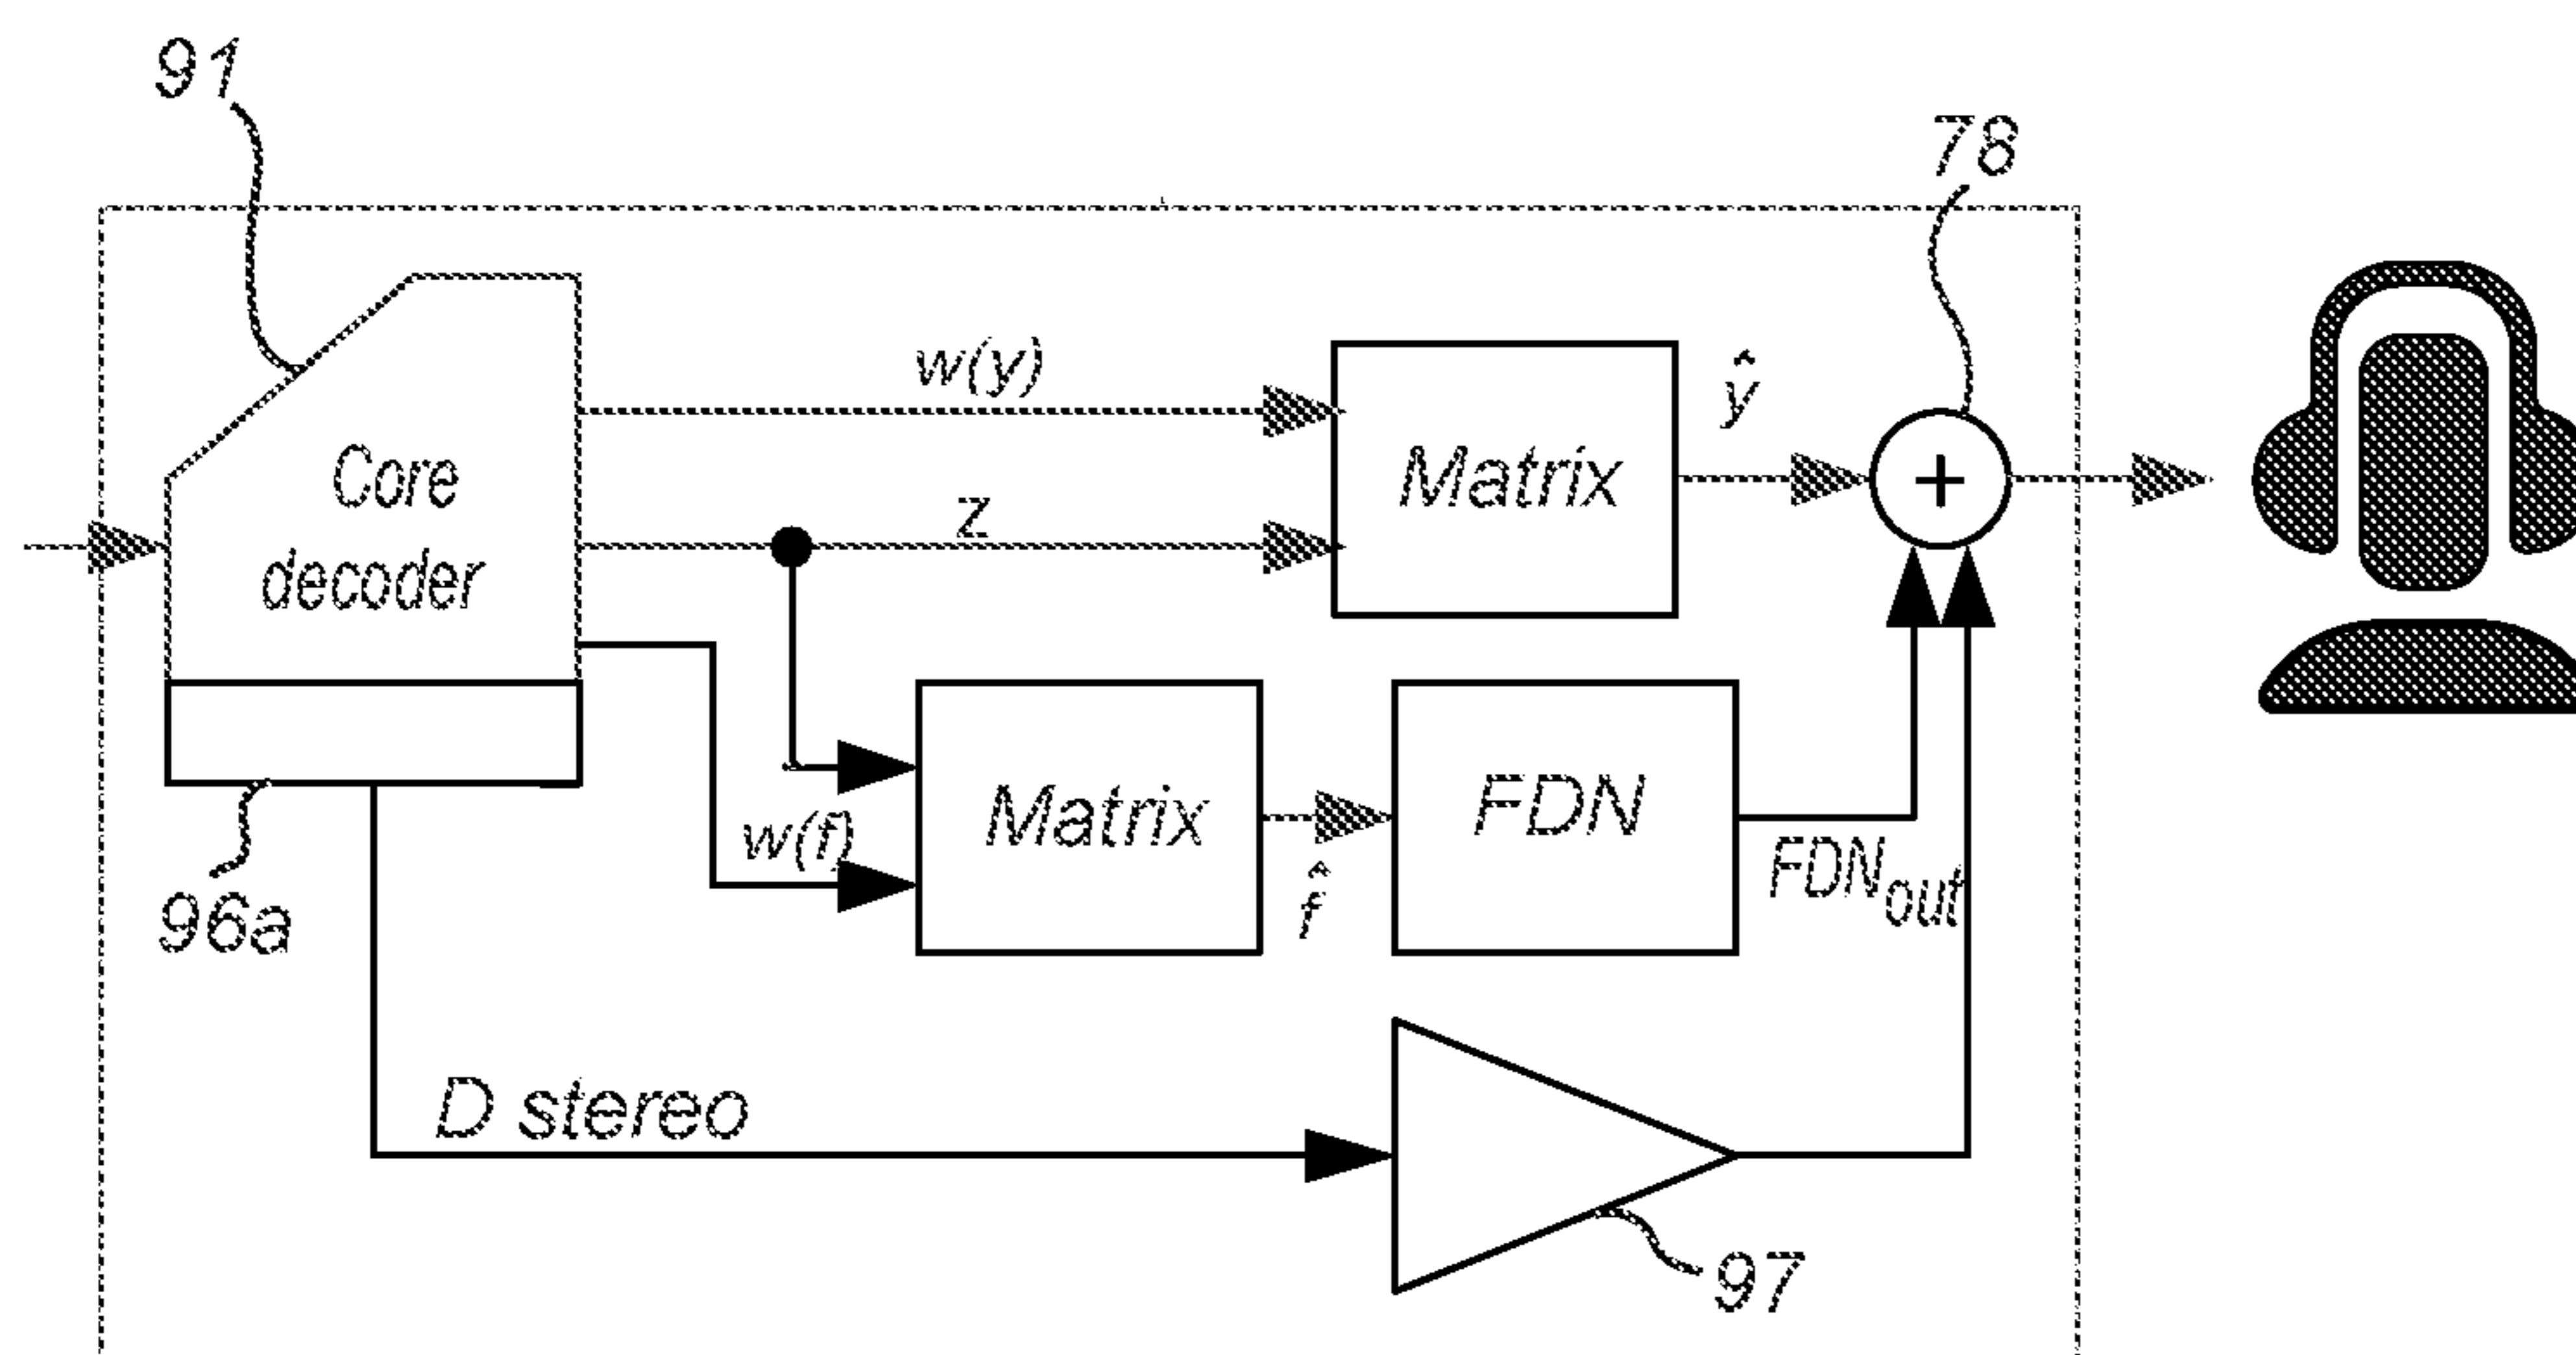 91
78
w(y)
ŷ
Core
decoder
Matrix
+
z
Matrix
FDN
w(f)
f̂
FDNout
96a
D stereo
97